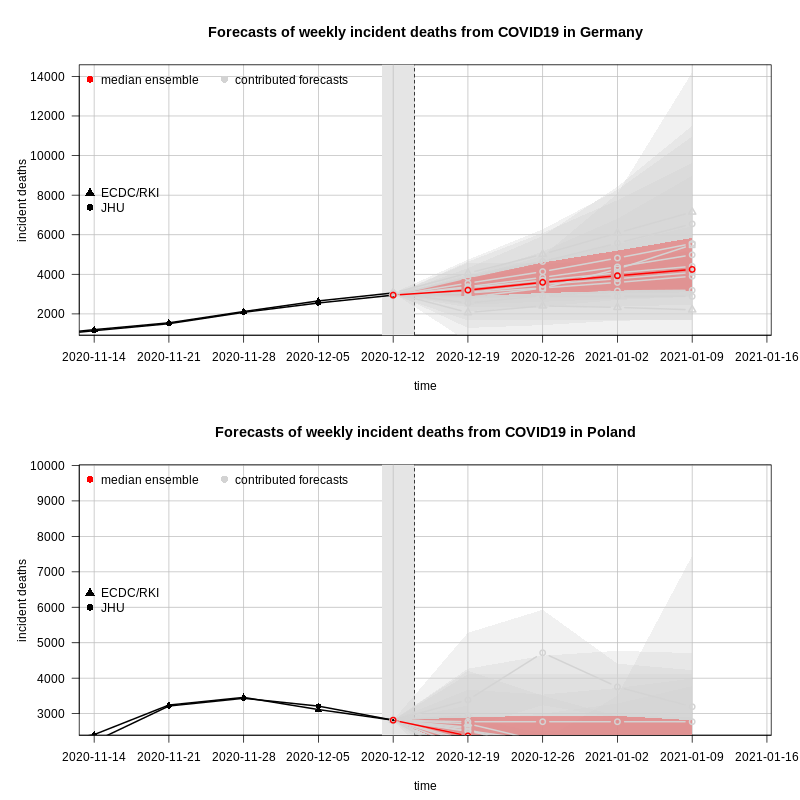 Forecasts of weekly incident deaths from COVID19 in Germany
14000
12000
10000
8000
6000
4000
2000
incident deaths
median ensemble contributed forecasts
ECDC/RKI
JHU
2020-11-14 2020-11-21 2020-11-28 2020-12-05 2020-12-12 2020-12-19 2020-12-26 2021-01-02 2021-01-09 2021-01-16
time
Forecasts of weekly incident deaths from COVID19 in Poland
10000
9000
8000
7000
6000
5000
4000
3000
incident deaths
median ensemble contributed forecasts
ECDC/RKI
JHU
2020-11-14 2020-11-21 2020-11-28 2020-12-05 2020-12-12 2020-12-19 2020-12-26 2021-01-02 2021-01-09 2021-01-16
time